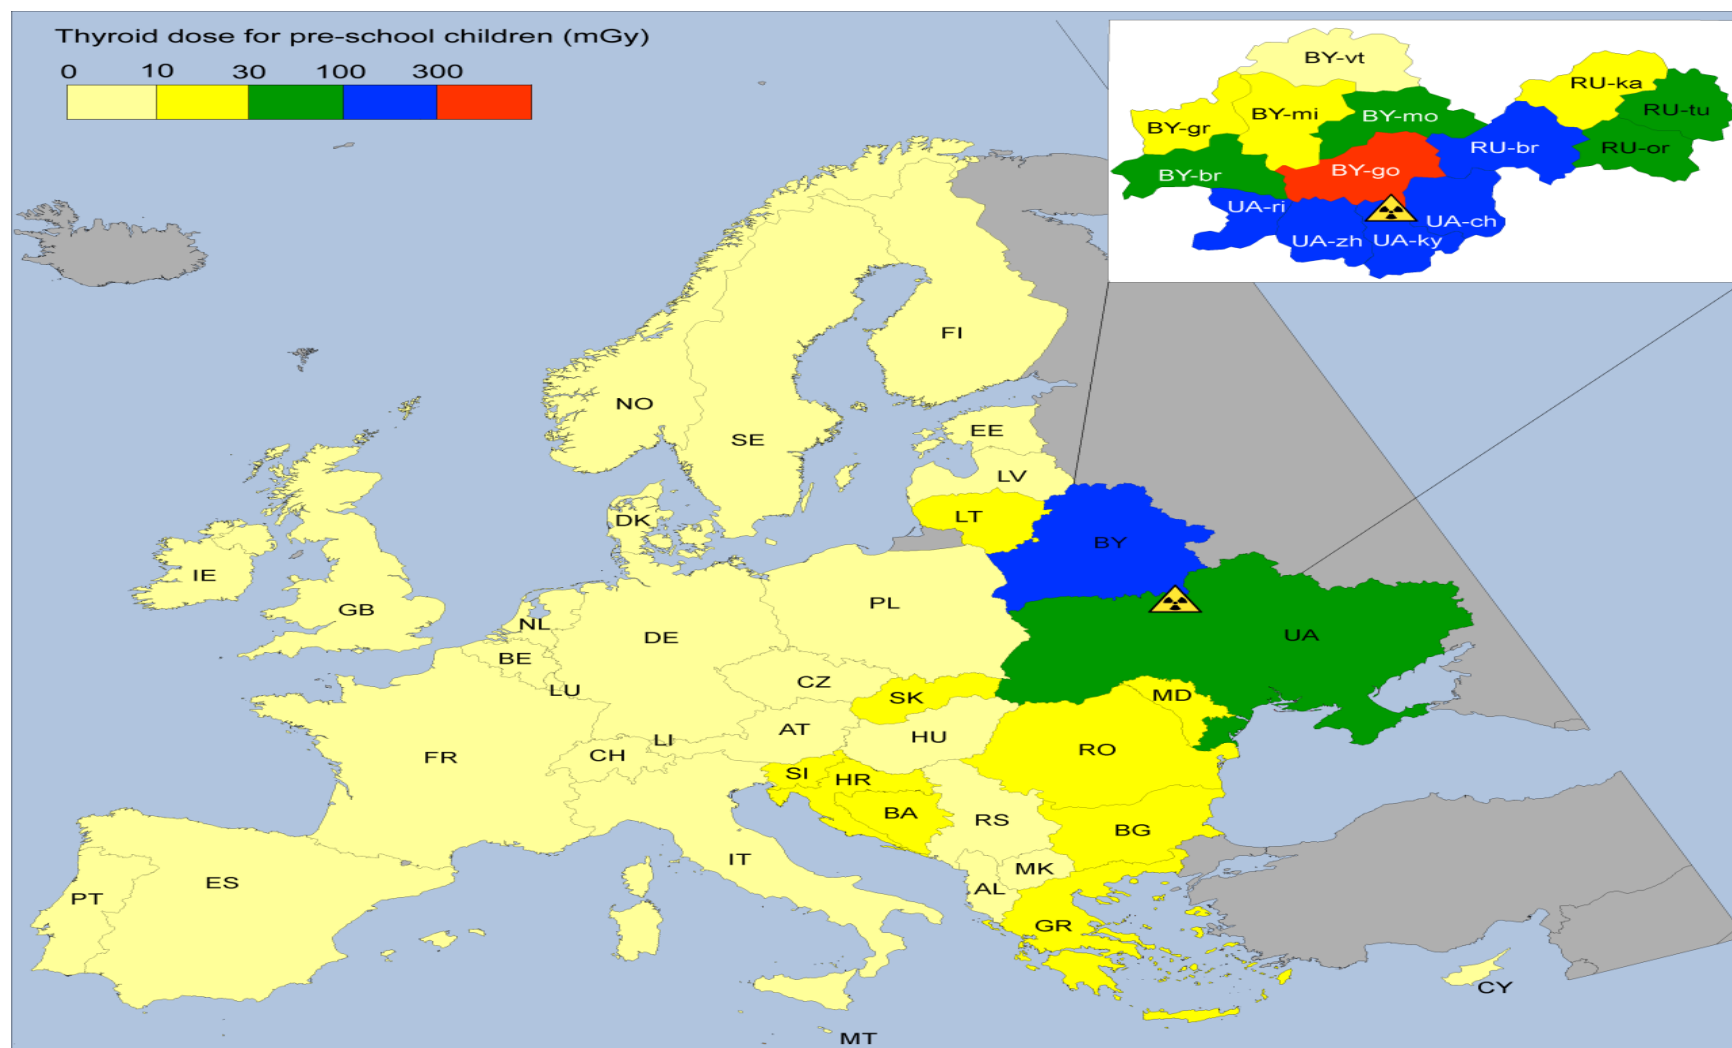 Thyroid dose for pre-school children (mGy)
0 10 30 100 300
BY-vt
RU-ka
BY-gr
BY-mi
BY-mo
RU-tu
BY-br
BY-go
RU-br
RU-or
UA-ri
UA-zh
UA-ky
UA-ch
FI
NO
SE
EE
LV
DK
LT
BY
IE
GB
NL
DE
PL
UA
BE
LU
CZ
SK
MD
FR
CH
LI
AT
HU
RO
SI
HR
BA
RS
BG
IT
MK
AL
PT
ES
GR
CY
MT